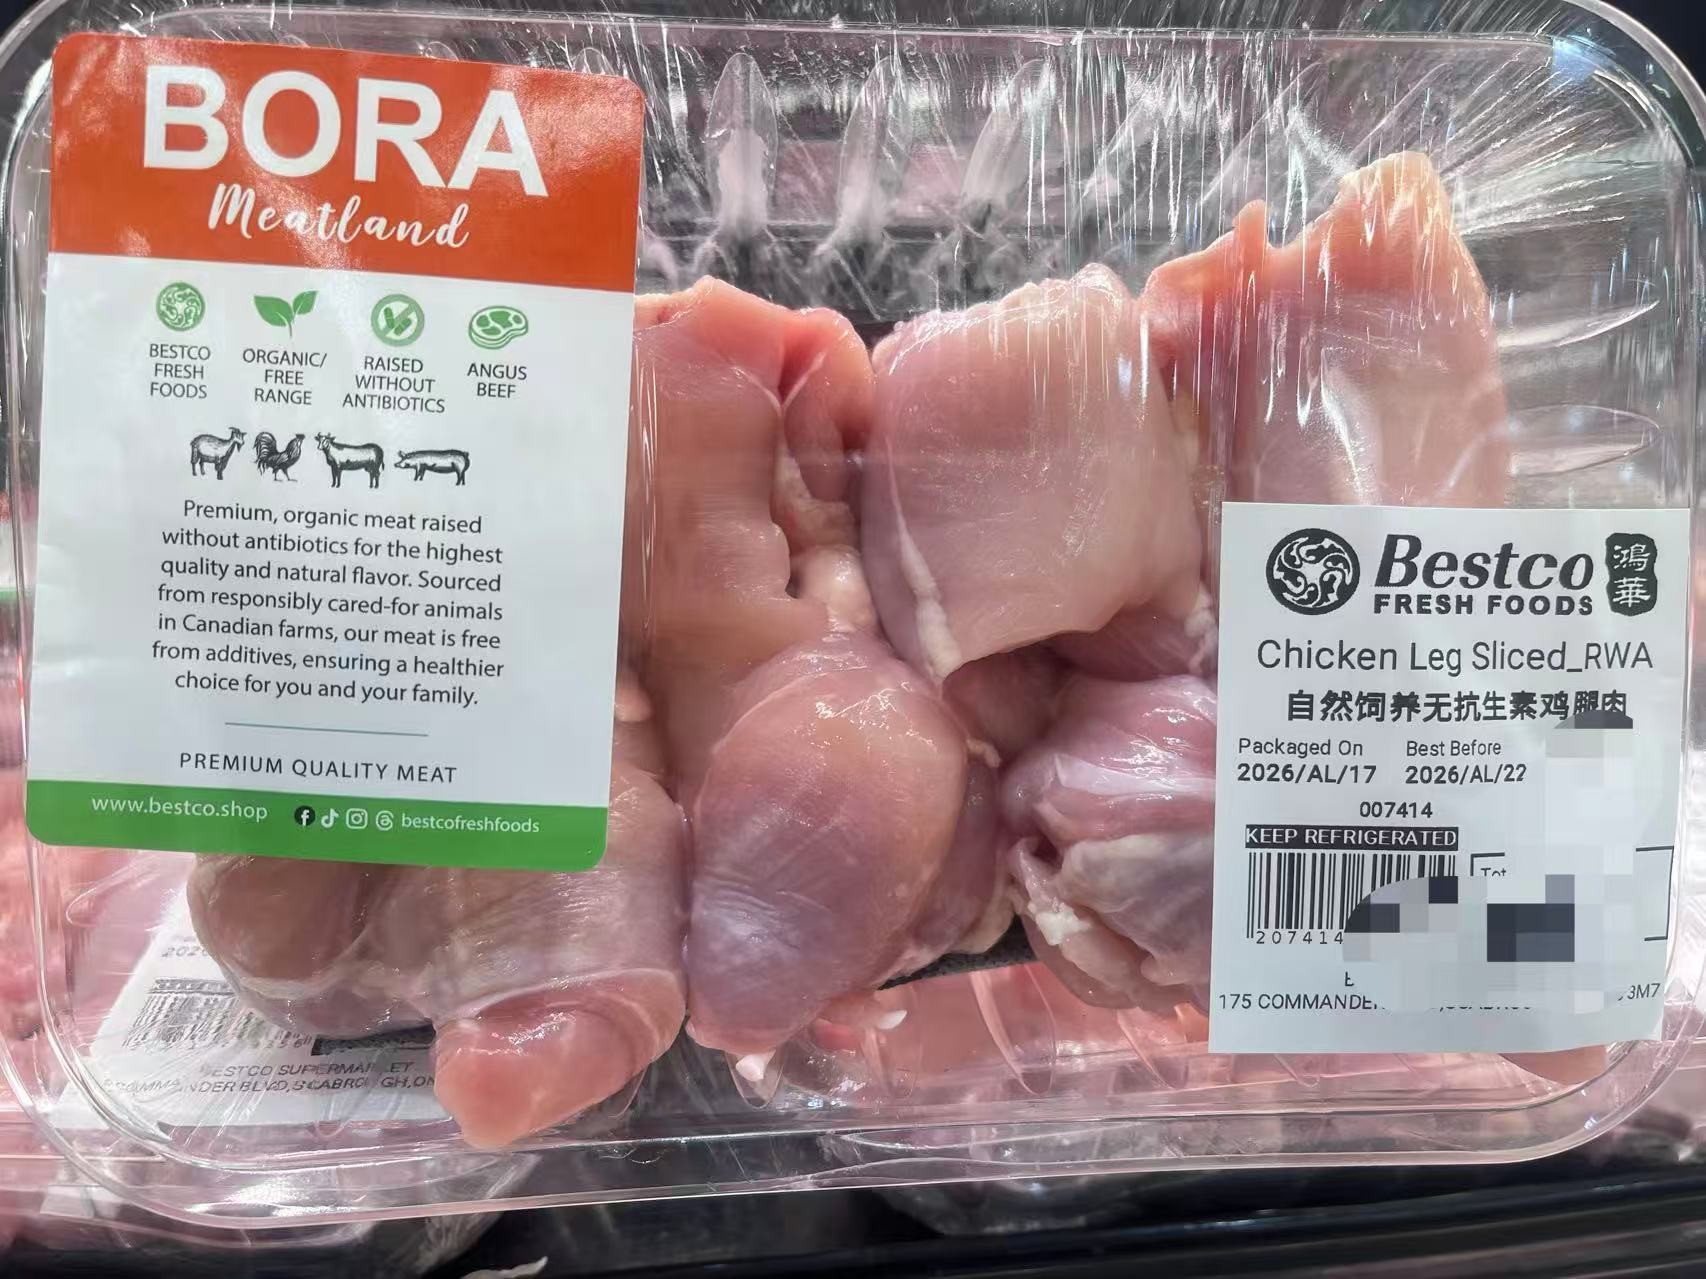 BORA
Meatland
BESTCO
FRESH
FOODS
ORGANIC/
FREE
RANGE
RAISED
WITHOUT
ANTIBIOTICS
ANGUS
BEEF
Premium, organic meat raised
without antibiotics for the highest
quality and natural flavor. Sourced
from responsibly cared-for animals
in Canadian farms, our meat is free
from additives, ensuring a healthier
choice for you and your family.
PREMIUM QUALITY MEAT
www.bestco.shop bestcofreshfoods
Bestco 鴻華
FRESH FOODS
Chicken Leg Sliced_RWA
自然饲养无抗生素鸡腿肉
Packaged On Best Before
2026/AL/17 2026/AL/22
007414
KEEP REFRIGERATED
Tot
207414
175 3M7
BESTCO SUPERMARKET